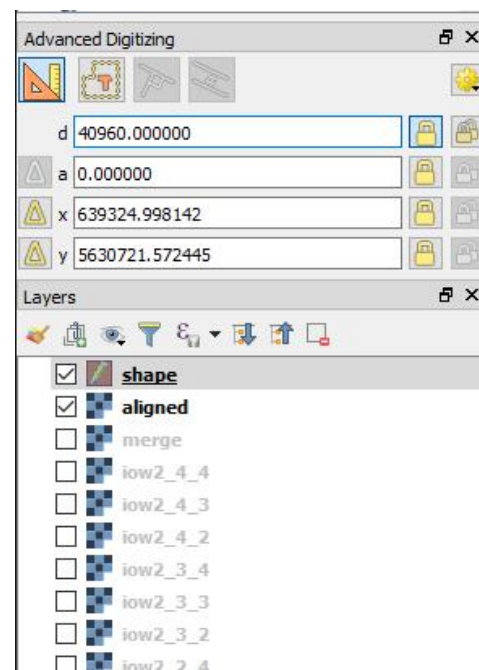 Advanced Digitizing
d 40960.000000
a 0.000000
x 639324.998142
y 5630721.572445
Layers
shape
aligned
merge
iow2_4_4
iow2_4_3
iow2_4_2
iow2_3_4
iow2_3_3
iow2_3_2
iow2_2_4